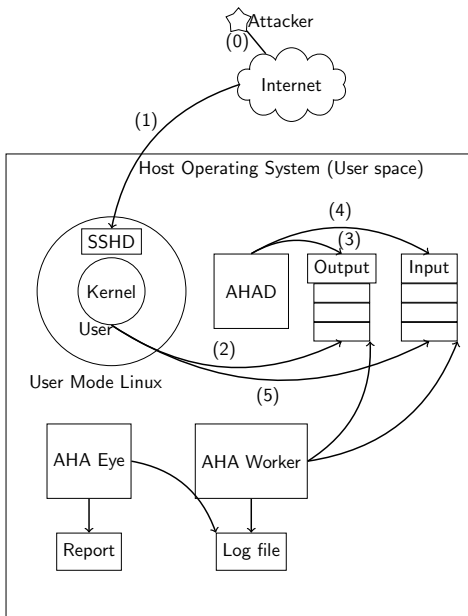 Attacker
(0)
Internet
(1)
Host Operating System (User space)
(4)
SSHD
(3)
Output
Input
Kernel
AHAD
User
(2)
User Mode Linux
(5)
AHA Eye
AHA Worker
Report
Log file